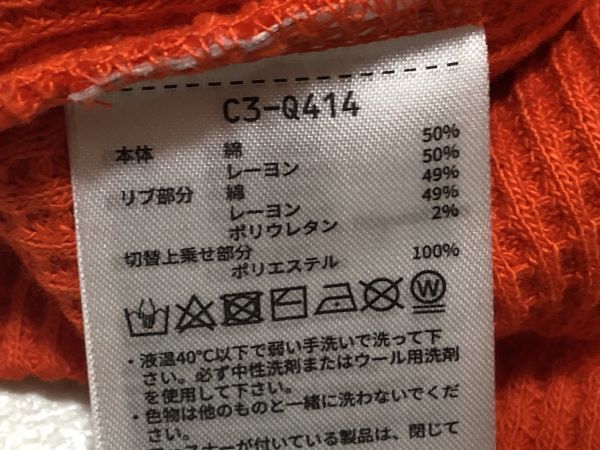 C3-Q414
本体 綿 50%
レーヨン 50%
リブ部分 綿 49%
レーヨン 49%
ポリウレタン 2%
切替上乗せ部分
ポリエステル 100%
W
・液温40℃以下で弱い手洗いで洗って下
さい。必ず中性洗剤またはウール用洗剤
を使用して下さい。
・色物は他のものと一緒に洗わないでくだ
さい。
スナーが付いている製品は、閉じて